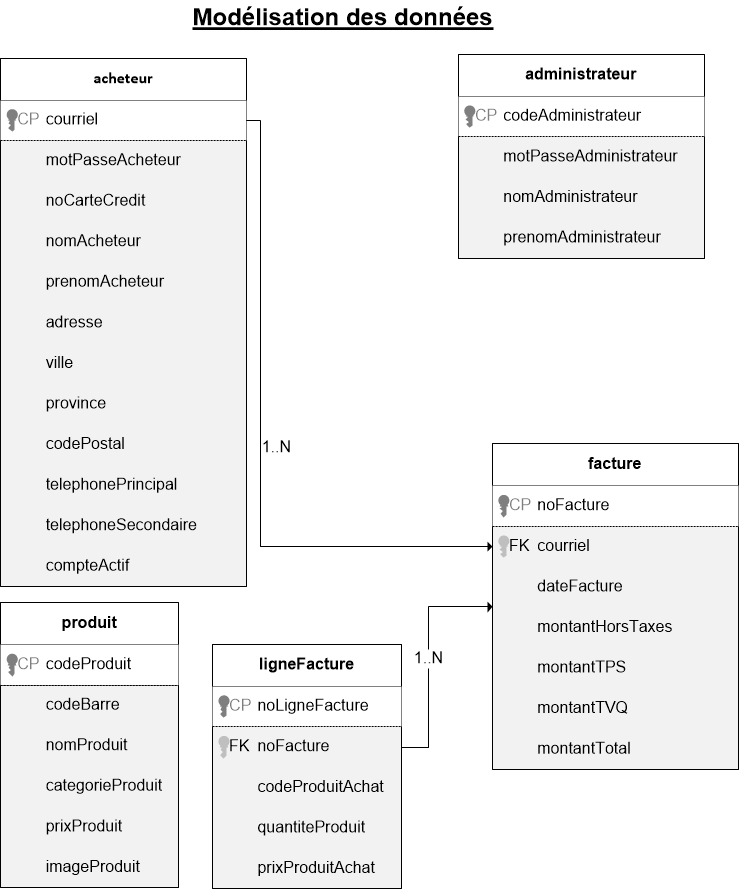 Modélisation des données
acheteur
CP courriel
motPasseAcheteur
noCarteCredit
nomAcheteur
prenomAcheteur
adresse
ville
province
codePostal
telephonePrincipal
telephoneSecondaire
compteActif
administrateur
CP codeAdministrateur
motPasseAdministrateur
nomAdministrateur
prenomAdministrateur
1..N
facture
CP noFacture
FK courriel
dateFacture
montantHorsTaxes
montantTPS
montantTVQ
montantTotal
produit
CP codeProduit
codeBarre
nomProduit
categorieProduit
prixProduit
imageProduit
ligneFacture
CP noLigneFacture
FK noFacture
codeProduitAchat
quantiteProduit
prixProduitAchat
1..N